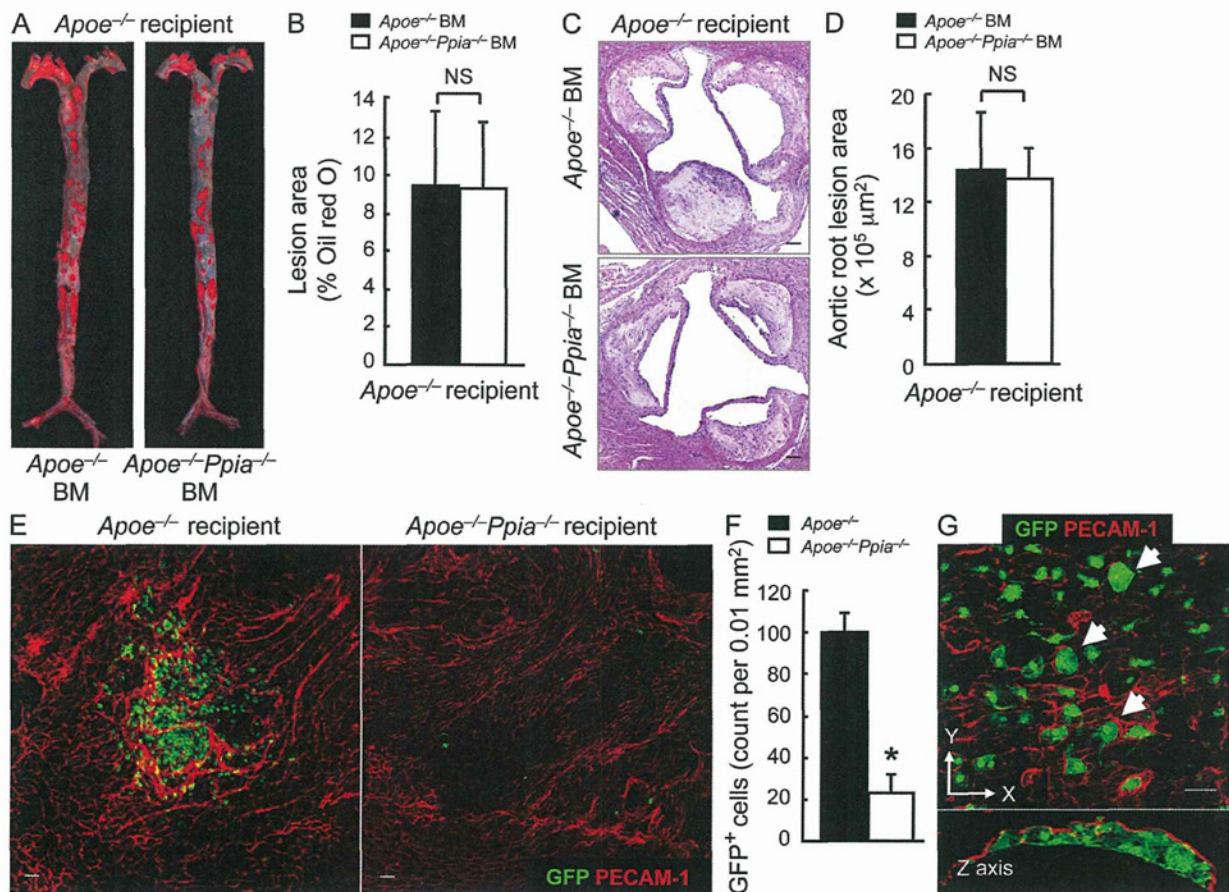 A
Apoe–/– recipient
Apoe–/–
BM
Apoe–/–Ppia–/–
BM
B
Apoe–/– BM
Apoe–/–Ppia–/– BM
NS
Lesion area
(% Oil red O)
14
12
10
8
6
4
2
0
Apoe–/– recipient
C
Apoe–/– recipient
Apoe–/– BM
Apoe–/–Ppia–/– BM
D
Apoe–/– BM
Apoe–/–Ppia–/– BM
NS
Aortic root lesion area
(x 10⁵ µm²)
20
16
12
8
4
0
Apoe–/– recipient
E
Apoe–/– recipient
Apoe–/–Ppia–/– recipient
GFP PECAM-1
F
Apoe–/–
Apoe–/–Ppia–/–
GFP⁺ cells (count per 0.01 mm²)
120
100
80
60
40
20
0
*
G
GFP PECAM-1
Y
X
Z axis